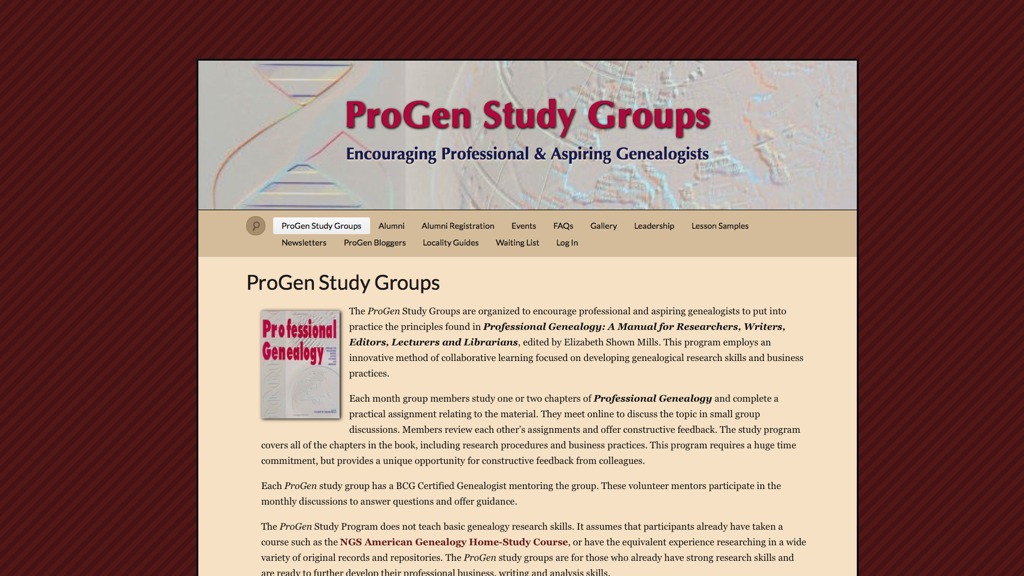 ProGen Study Groups
Encouraging Professional & Aspiring Genealogists
ProGen Study Groups Alumni Alumni Registration Events FAQs Gallery Leadership Lesson Samples
Newsletters ProGen Bloggers Locality Guides Waiting List Log In
ProGen Study Groups
Professional
Genealogy
The ProGen Study Groups are organized to encourage professional and aspiring genealogists to put into
practice the principles found in Professional Genealogy: A Manual for Researchers, Writers,
Editors, Lecturers and Librarians, edited by Elizabeth Shown Mills. This program employs an
innovative method of collaborative learning focused on developing genealogical research skills and business
practices.
Each month group members study one or two chapters of Professional Genealogy and complete a
practical assignment relating to the material. They meet online to discuss the topic in small group
discussions. Members review each other's assignments and offer constructive feedback. The study program
covers all of the chapters in the book, including research procedures and business practices. This program requires a huge time
commitment, but provides a unique opportunity for constructive feedback from colleagues.
Each ProGen study group has a BCG Certified Genealogist mentoring the group. These volunteer mentors participate in the
monthly discussions to answer questions and offer guidance.
The ProGen Study Program does not teach basic genealogy research skills. It assumes that participants already have taken a
course such as the NGS American Genealogy Home-Study Course, or have the equivalent experience researching in a wide
variety of original records and repositories. The ProGen study groups are for those who already have strong research skills and
are ready to further develop their professional business, writing and analysis skills.